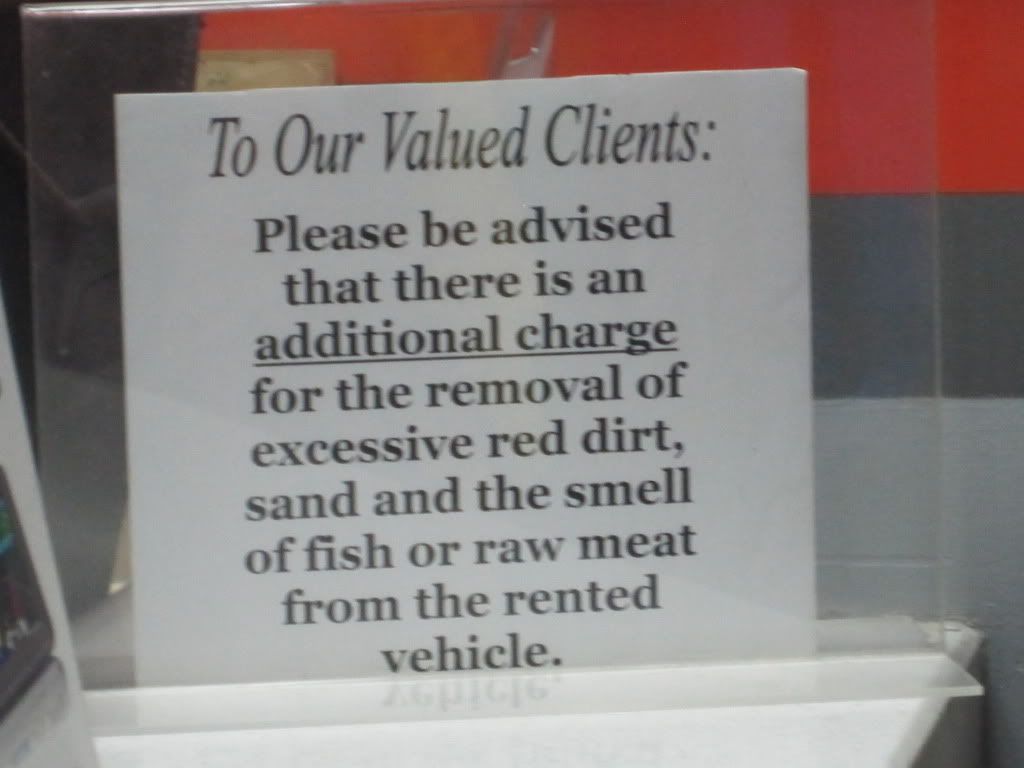 To Our Valued Clients:
Please be advised
that there is an
additional charge
for the removal of
excessive red dirt,
sand and the smell
of fish or raw meat
from the rented
vehicle.